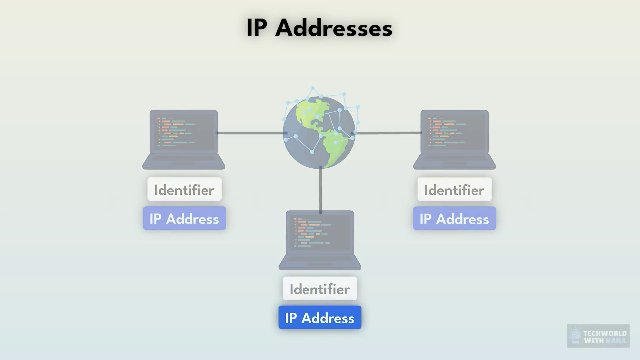 IP Addresses
Identifier
IP Address
Identifier
IP Address
Identifier
IP Address
TECHWORLD
WITH NANA